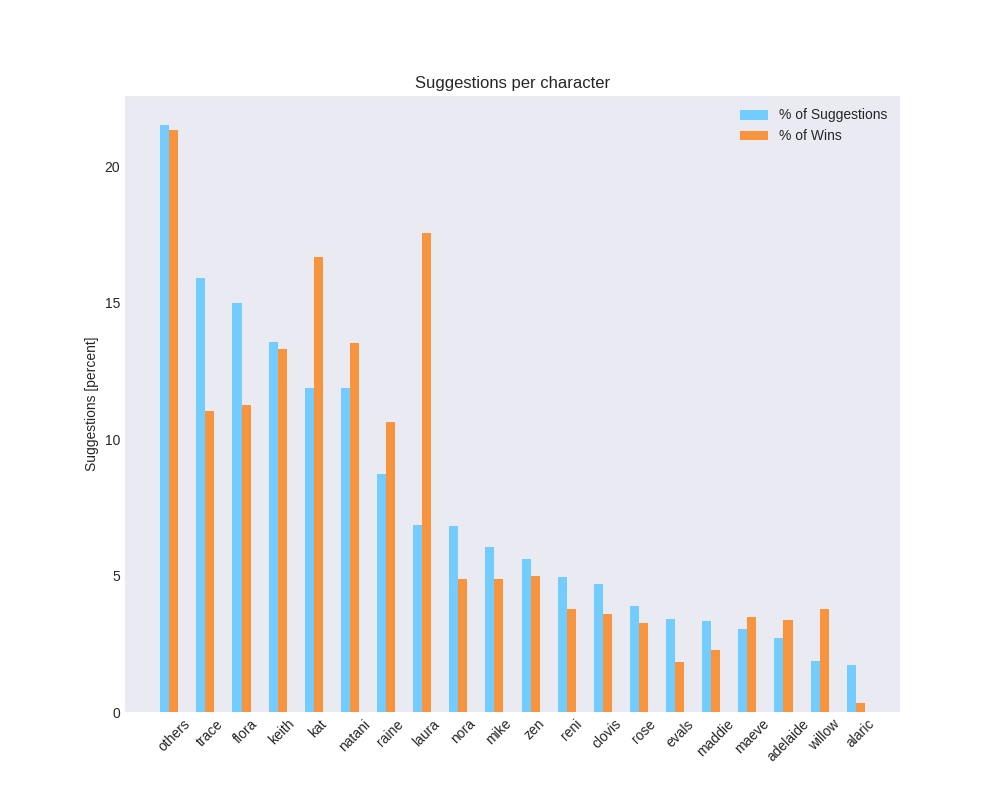 Suggestions per character
% of Suggestions
% of Wins
Suggestions [percent]
20
15
10
5
0
others
trace
flora
keith
kat
natani
raine
laura
nora
mike
zen
reni
clovis
rose
evals
maddie
maeve
adelaide
willow
alaric